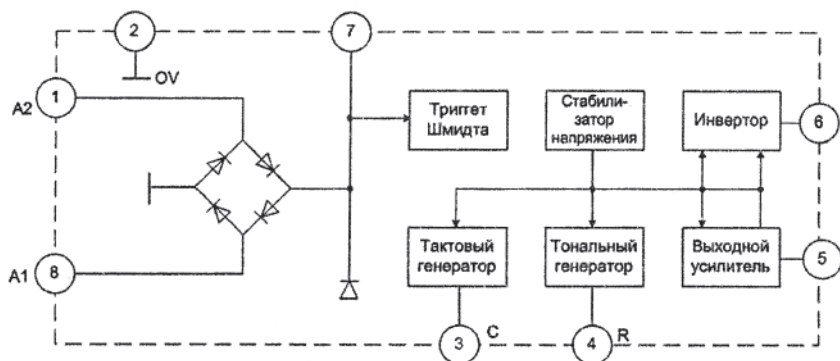 2
7
OV
1
A2
Триггет
Шмидта
Стабили-
затор
напряжения
Инвертор
6
Тактовый
генератор
Тональный
генератор
Выходной
усилитель
5
A1
8
3
C
4
R